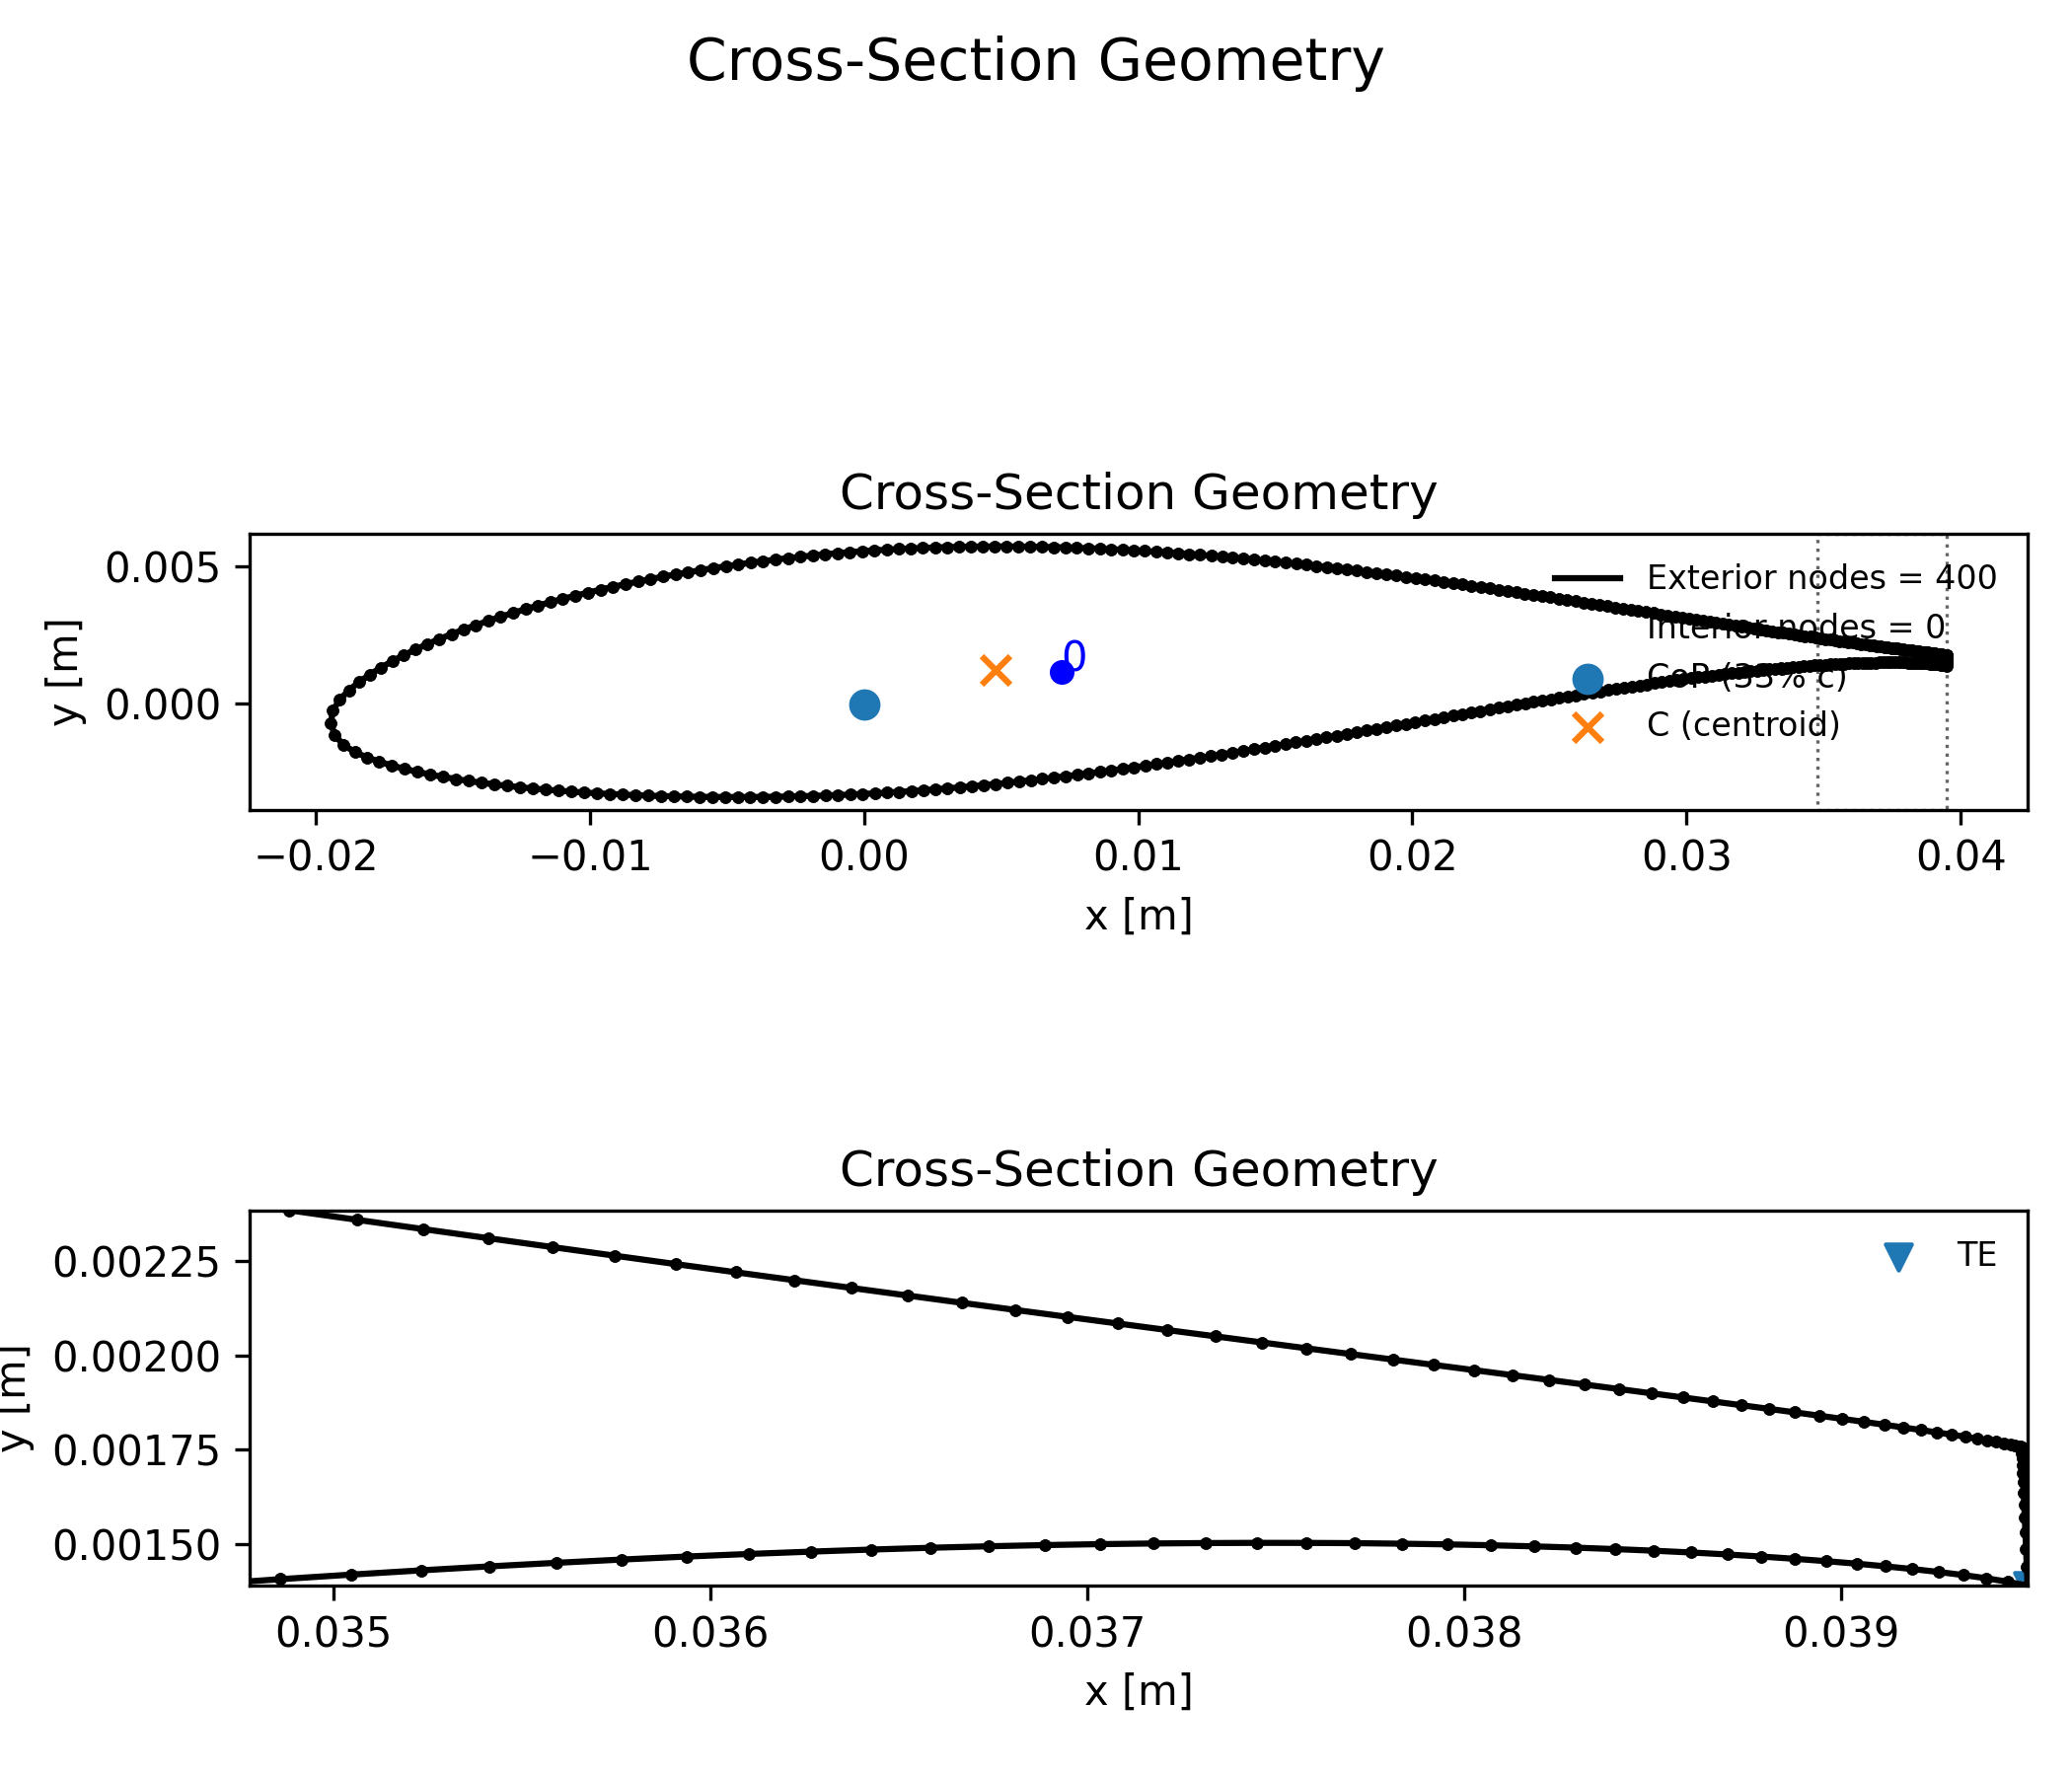 Cross-Section Geometry
Cross-Section Geometry
y [m]
0.005
0.000
0
Exterior nodes = 400
Interior nodes = 0
CoP (33% c)
C (centroid)
−0.02 −0.01 0.00 0.01 0.02 0.03 0.04
x [m]
Cross-Section Geometry
y [m]
0.00225
0.00200
0.00175
0.00150
TE
0.035 0.036 0.037 0.038 0.039
x [m]